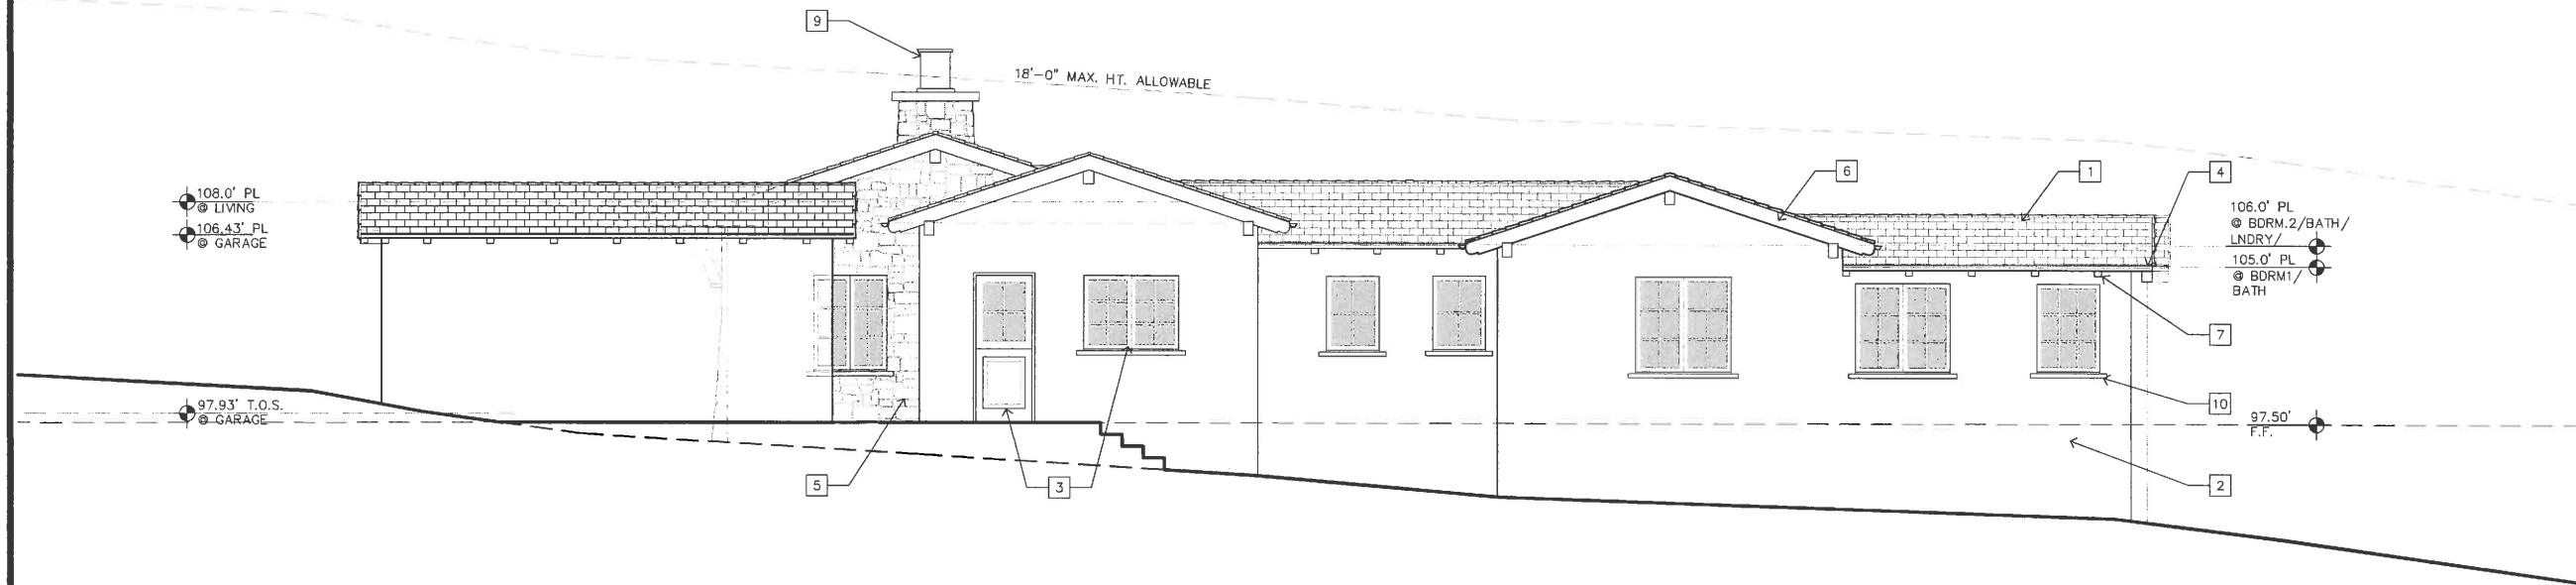 9
18'-0" MAX. HT. ALLOWABLE
6
1
4
108.0' PL
@ LIVING
106.43' PL
@ GARAGE
106.0' PL
@ BDRM.2/BATH/
LNDRY/
105.0' PL
@ BDRM1/
BATH
7
10
97.93' T.O.S.
@ GARAGE
97.50'
F.F.
5
3
2